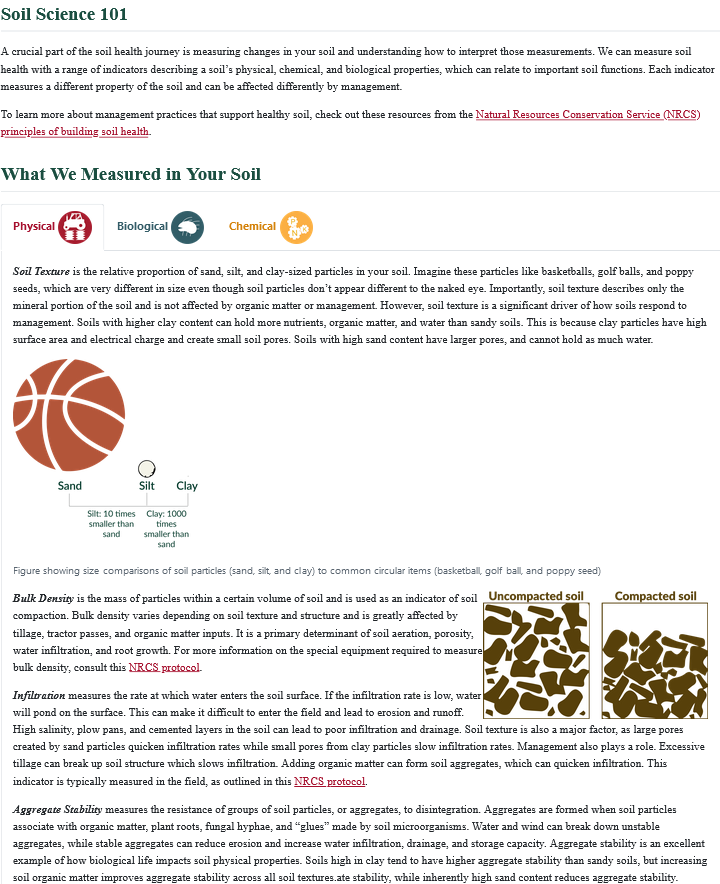 Soil Science 101
A crucial part of the soil health journey is measuring changes in your soil and understanding how to interpret those measurements. We can measure soil
health with a range of indicators describing a soil's physical, chemical, and biological properties, which can relate to important soil functions. Each indicator
measures a different property of the soil and can be affected differently by management.
To learn more about management practices that support healthy soil, check out these resources from the Natural Resources Conservation Service (NRCS)
principles of building soil health.
What We Measured in Your Soil
Physical
Biological
Chemical
P
K
N
Soil Texture is the relative proportion of sand, silt, and clay-sized particles in your soil. Imagine these particles like basketballs, golf balls, and poppy
seeds, which are very different in size even though soil particles don't appear different to the naked eye. Importantly, soil texture describes only the
mineral portion of the soil and is not affected by organic matter or management. However, soil texture is a significant driver of how soils respond to
management. Soils with higher clay content can hold more nutrients, organic matter, and water than sandy soils. This is because clay particles have high
surface area and electrical charge and create small soil pores. Soils with high sand content have larger pores, and cannot hold as much water.
Sand
Silt
Clay
Silt: 10 times
smaller than
sand
Clay: 1000
times
smaller than
sand
Figure showing size comparisons of soil particles (sand, silt, and clay) to common circular items (basketball, golf ball, and poppy seed)
Bulk Density is the mass of particles within a certain volume of soil and is used as an indicator of soil
compaction. Bulk density varies depending on soil texture and structure and is greatly affected by
tillage, tractor passes, and organic matter inputs. It is a primary determinant of soil aeration, porosity,
water infiltration, and root growth. For more information on the special equipment required to measure
bulk density, consult this NRCS protocol.
Uncompacted soil
Compacted soil
Infiltration measures the rate at which water enters the soil surface. If the infiltration rate is low, water
will pond on the surface. This can make it difficult to enter the field and lead to erosion and runoff.
High salinity, plow pans, and cemented layers in the soil can lead to poor infiltration and drainage. Soil texture is also a major factor, as large pores
created by sand particles quicken infiltration rates while small pores from clay particles slow infiltration rates. Management also plays a role. Excessive
tillage can break up soil structure which slows infiltration. Adding organic matter can form soil aggregates, which can quicken infiltration. This
indicator is typically measured in the field, as outlined in this NRCS protocol.
Aggregate Stability measures the resistance of groups of soil particles, or aggregates, to disintegration. Aggregates are formed when soil particles
associate with organic matter, plant roots, fungal hyphae, and “glues” made by soil microorganisms. Water and wind can break down unstable
aggregates, while stable aggregates can reduce erosion and increase water infiltration, drainage, and storage capacity. Aggregate stability is an excellent
example of how biological life impacts soil physical properties. Soils high in clay tend to have higher aggregate stability than sandy soils, but increasing
soil organic matter improves aggregate stability across all soil textures.ate stability, while inherently high sand content reduces aggregate stability.